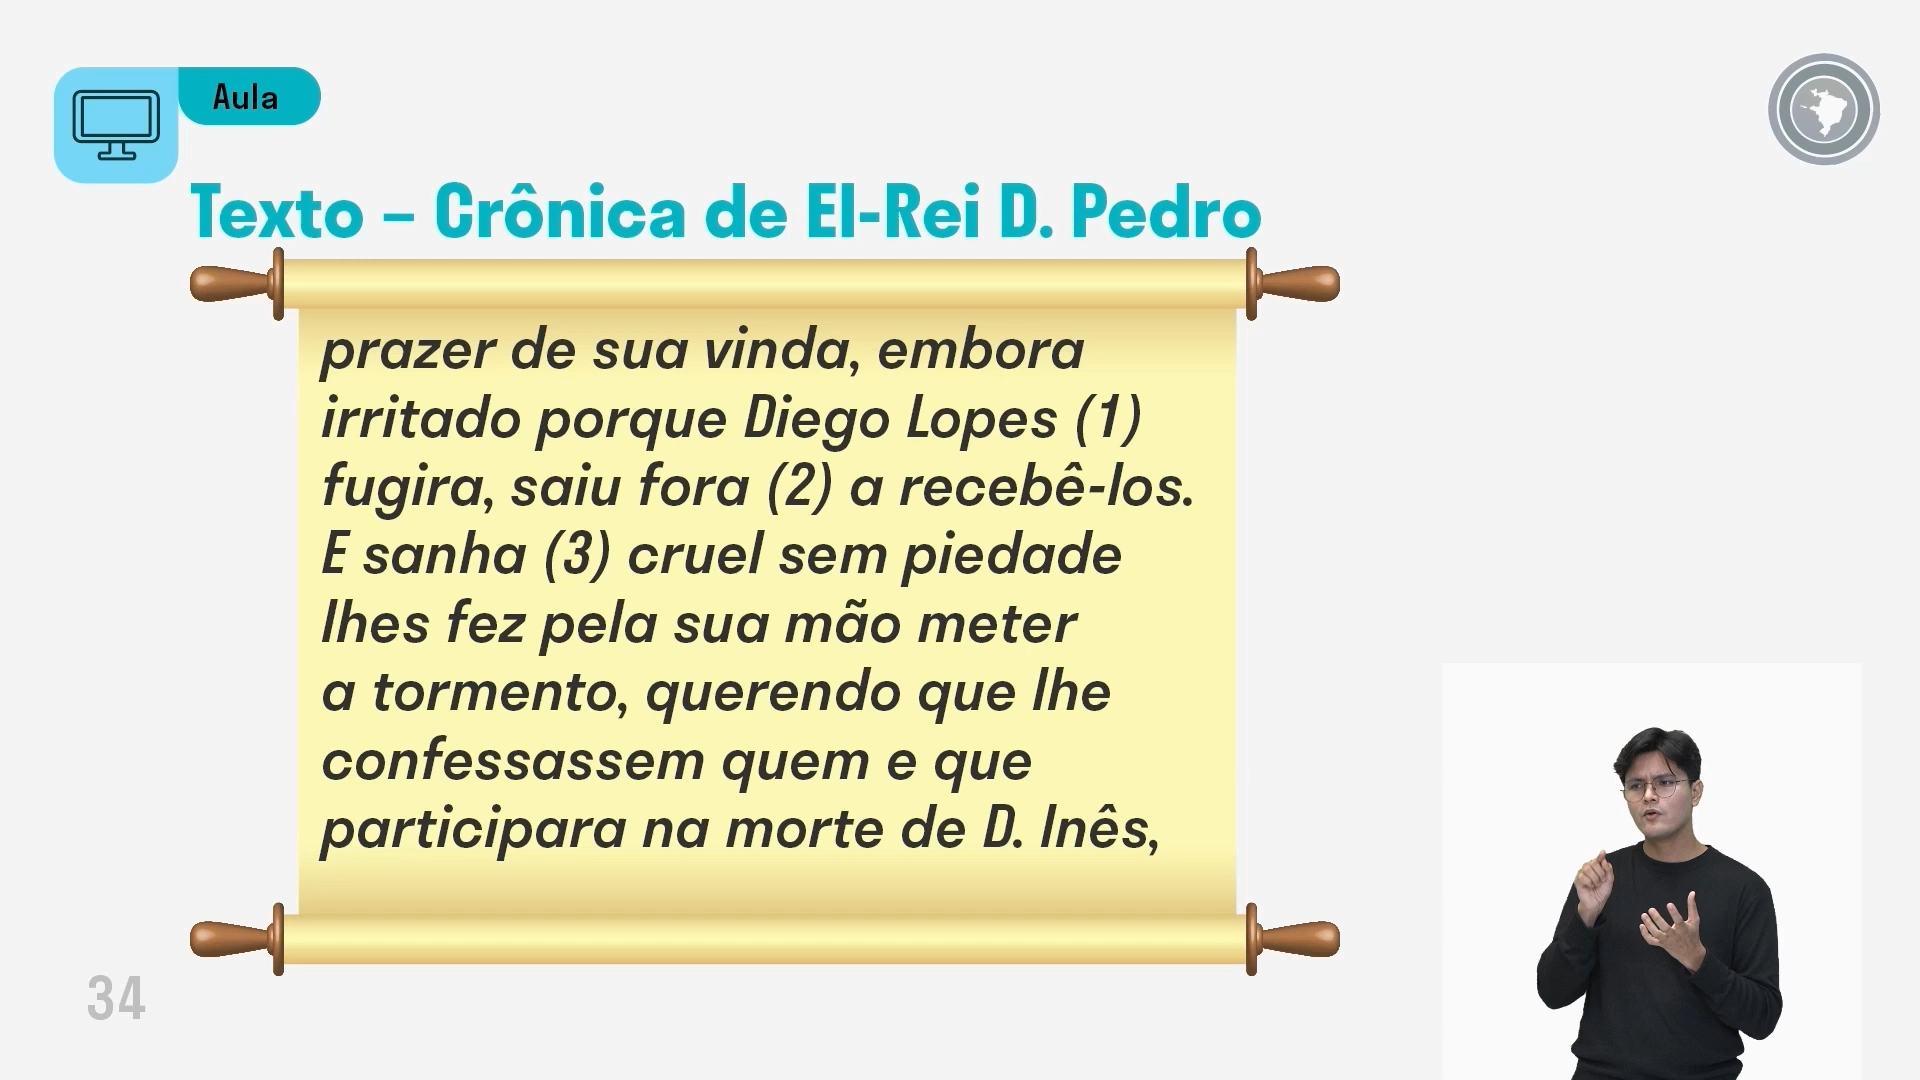 Aula
Texto – Crônica de El-Rei D. Pedro
prazer de sua vinda, embora
irritado porque Diego Lopes (1)
fugira, saiu fora (2) a recebê-los.
E sanha (3) cruel sem piedade
lhes fez pela sua mão meter
a tormento, querendo que lhe
confessassem quem e que
participara na morte de D. Inês,
34